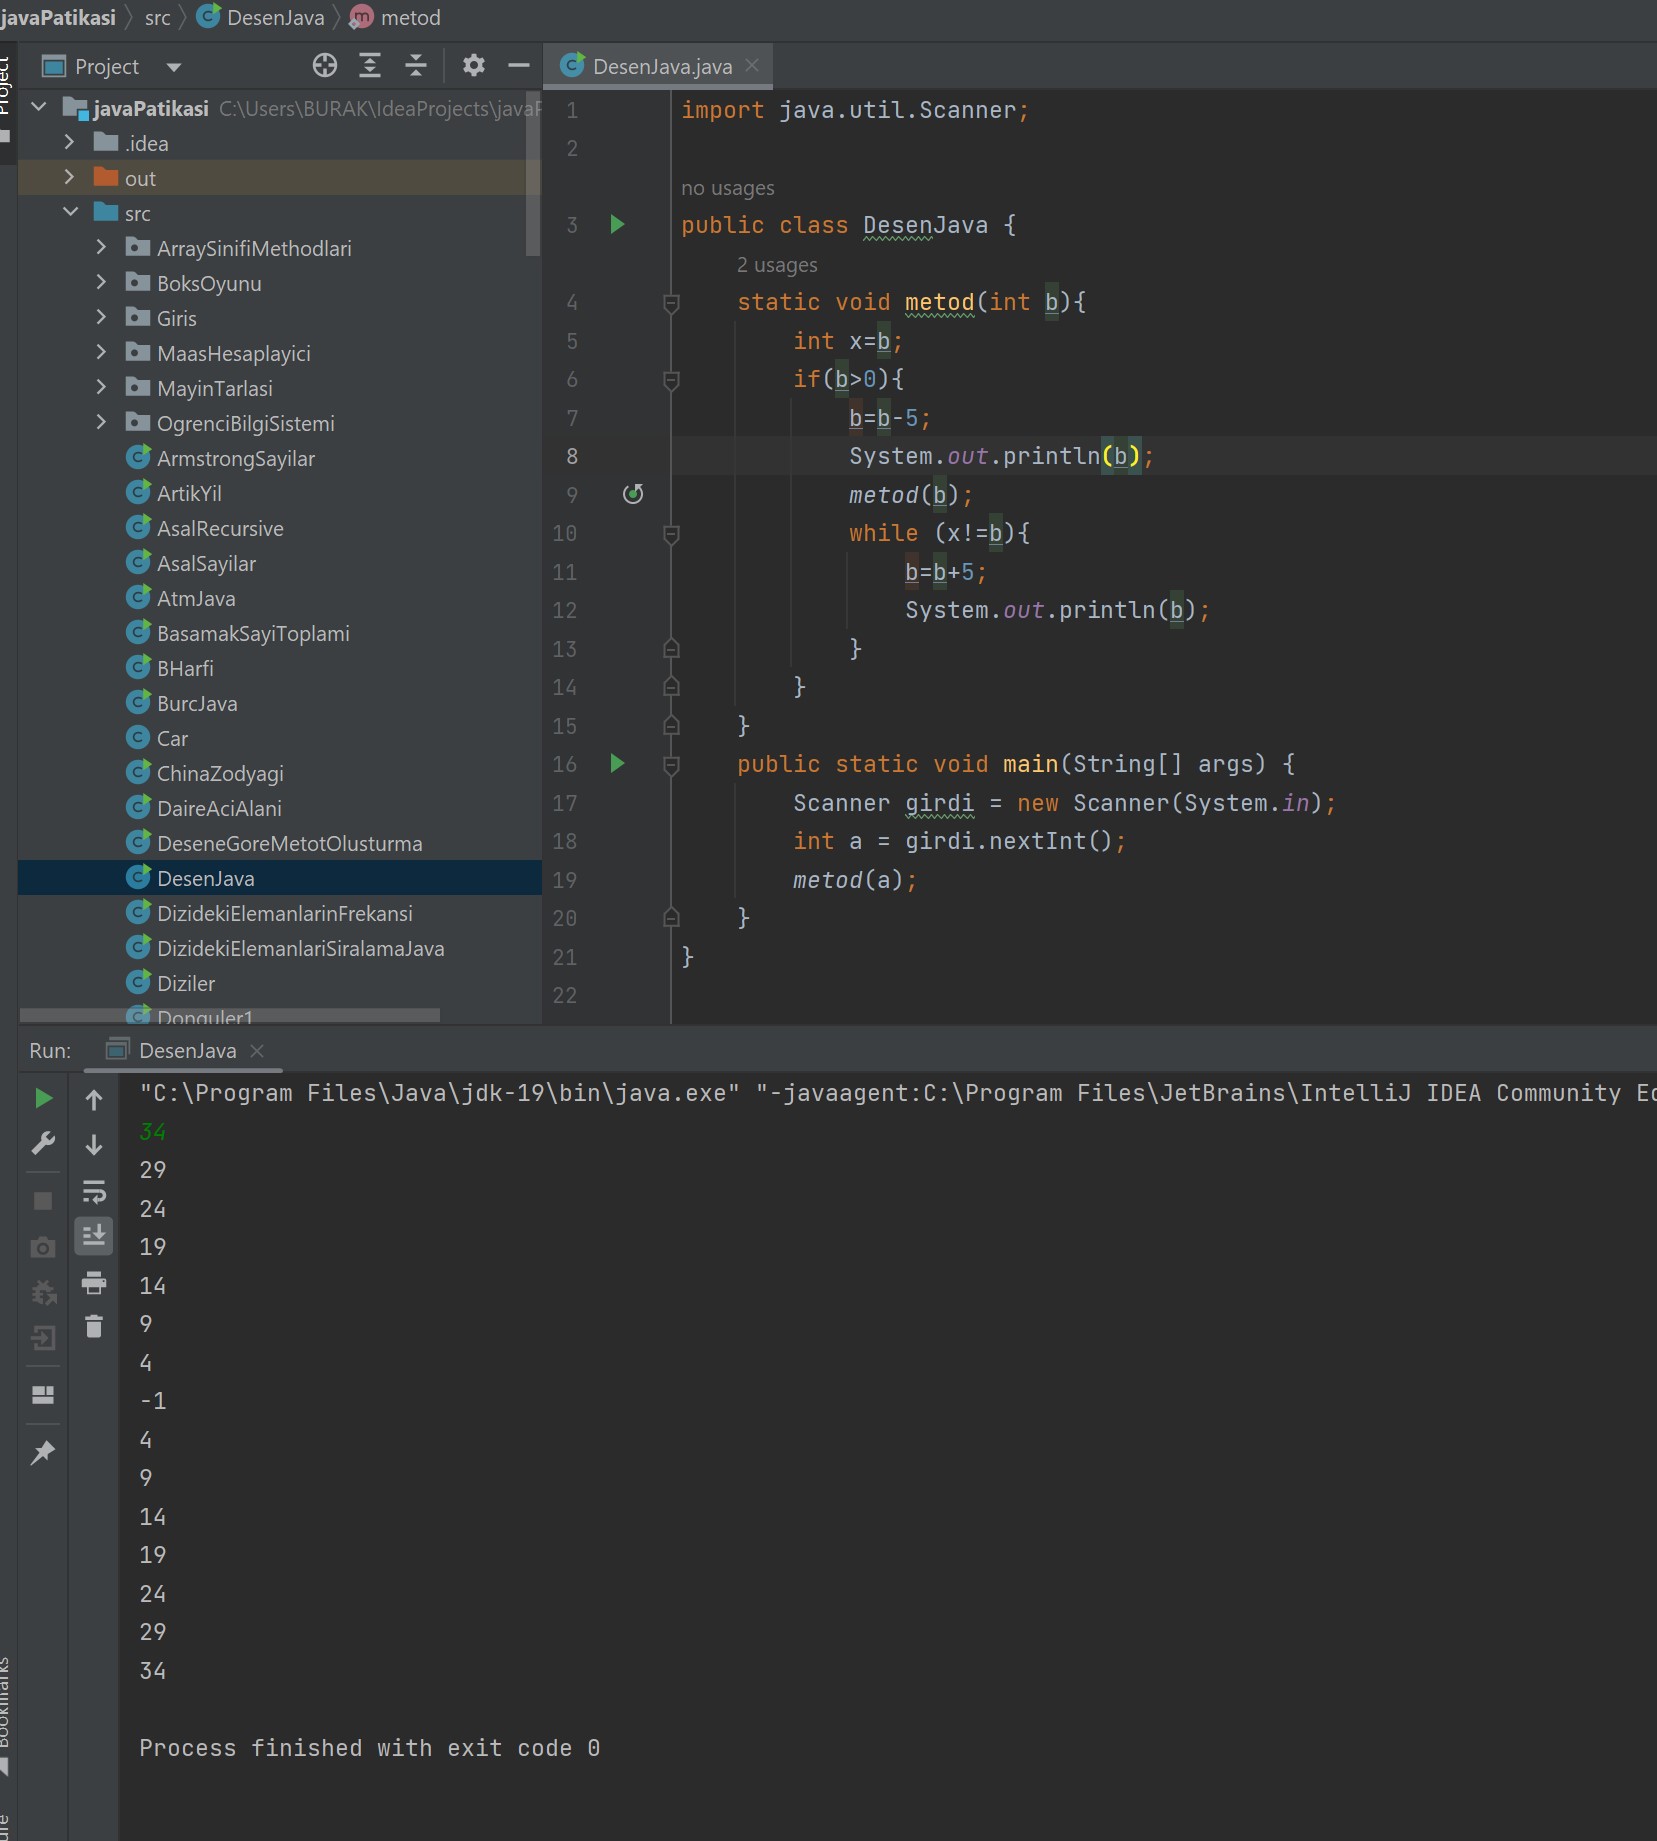 javaPatikasi src DesenJava metod
Project
Project
DesenJava.java
javaPatikasi C:\Users\BURAK\IdeaProjects\javaP
.idea
out
src
ArraySinifiMethodlari
BoksOyunu
Giris
MaasHesaplayici
MayinTarlasi
OgrenciBilgiSistemi
ArmstrongSayilar
ArtikYil
AsalRecursive
AsalSayilar
AtmJava
BasamakSayiToplami
BHarfi
BurcJava
Car
ChinaZodyagi
DaireAciAlani
DeseneGoreMetotOlusturma
DesenJava
DizidekiElemanlarinFrekansi
DizidekiElemanlariSiralamaJava
Diziler
Donguler1
1 import java.util.Scanner;
2
no usages
3 public class DesenJava {
2 usages
4 static void metod(int b){
5 int x=b;
6 if(b>0){
7 b=b-5;
8 System.out.println(b);
9 metod(b);
10 while (x!=b){
11 b=b+5;
12 System.out.println(b);
13 }
14 }
15 }
16 public static void main(String[] args) {
17 Scanner girdi = new Scanner(System.in);
18 int a = girdi.nextInt();
19 metod(a);
20 }
21 }
22
Run: DesenJava
"C:\Program Files\Java\jdk-19\bin\java.exe" "-javaagent:C:\Program Files\JetBrains\IntelliJ IDEA Community Ed
34
29
24
19
14
9
4
-1
4
9
14
19
24
29
34
Process finished with exit code 0
Bookmarks